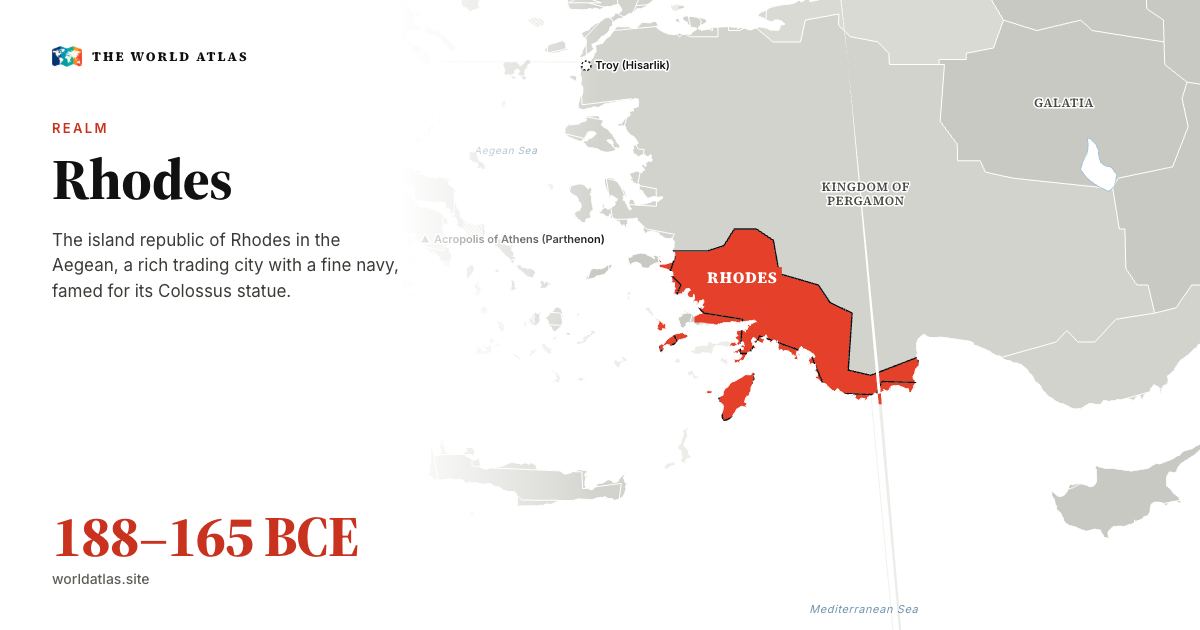 THE WORLD ATLAS
REALM
Rhodes
The island republic of Rhodes in the
Aegean, a rich trading city with a fine navy,
famed for its Colossus statue.
188–165 BCE
worldatlas.site
Troy (Hisarlik)
GALATIA
Aegean Sea
KINGDOM OF
PERGAMON
Acropolis of Athens (Parthenon)
RHODES
Mediterranean Sea